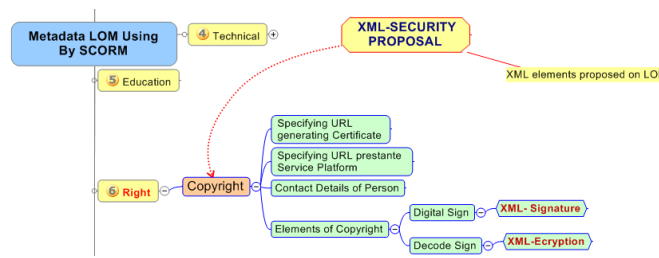 Metadata LOM Using
By SCORM
4 Technical
XML-SECURITY
PROPOSAL
XML elements proposed on LO
5 Education
Specifying URL
generating Certificate
Specifying URL prestante
Service Platform
6 Right
Copyright
Contact Details of Person
Elements of Copyright
Digital Sign
XML- Signature
Decode Sign
XML-Ecryption